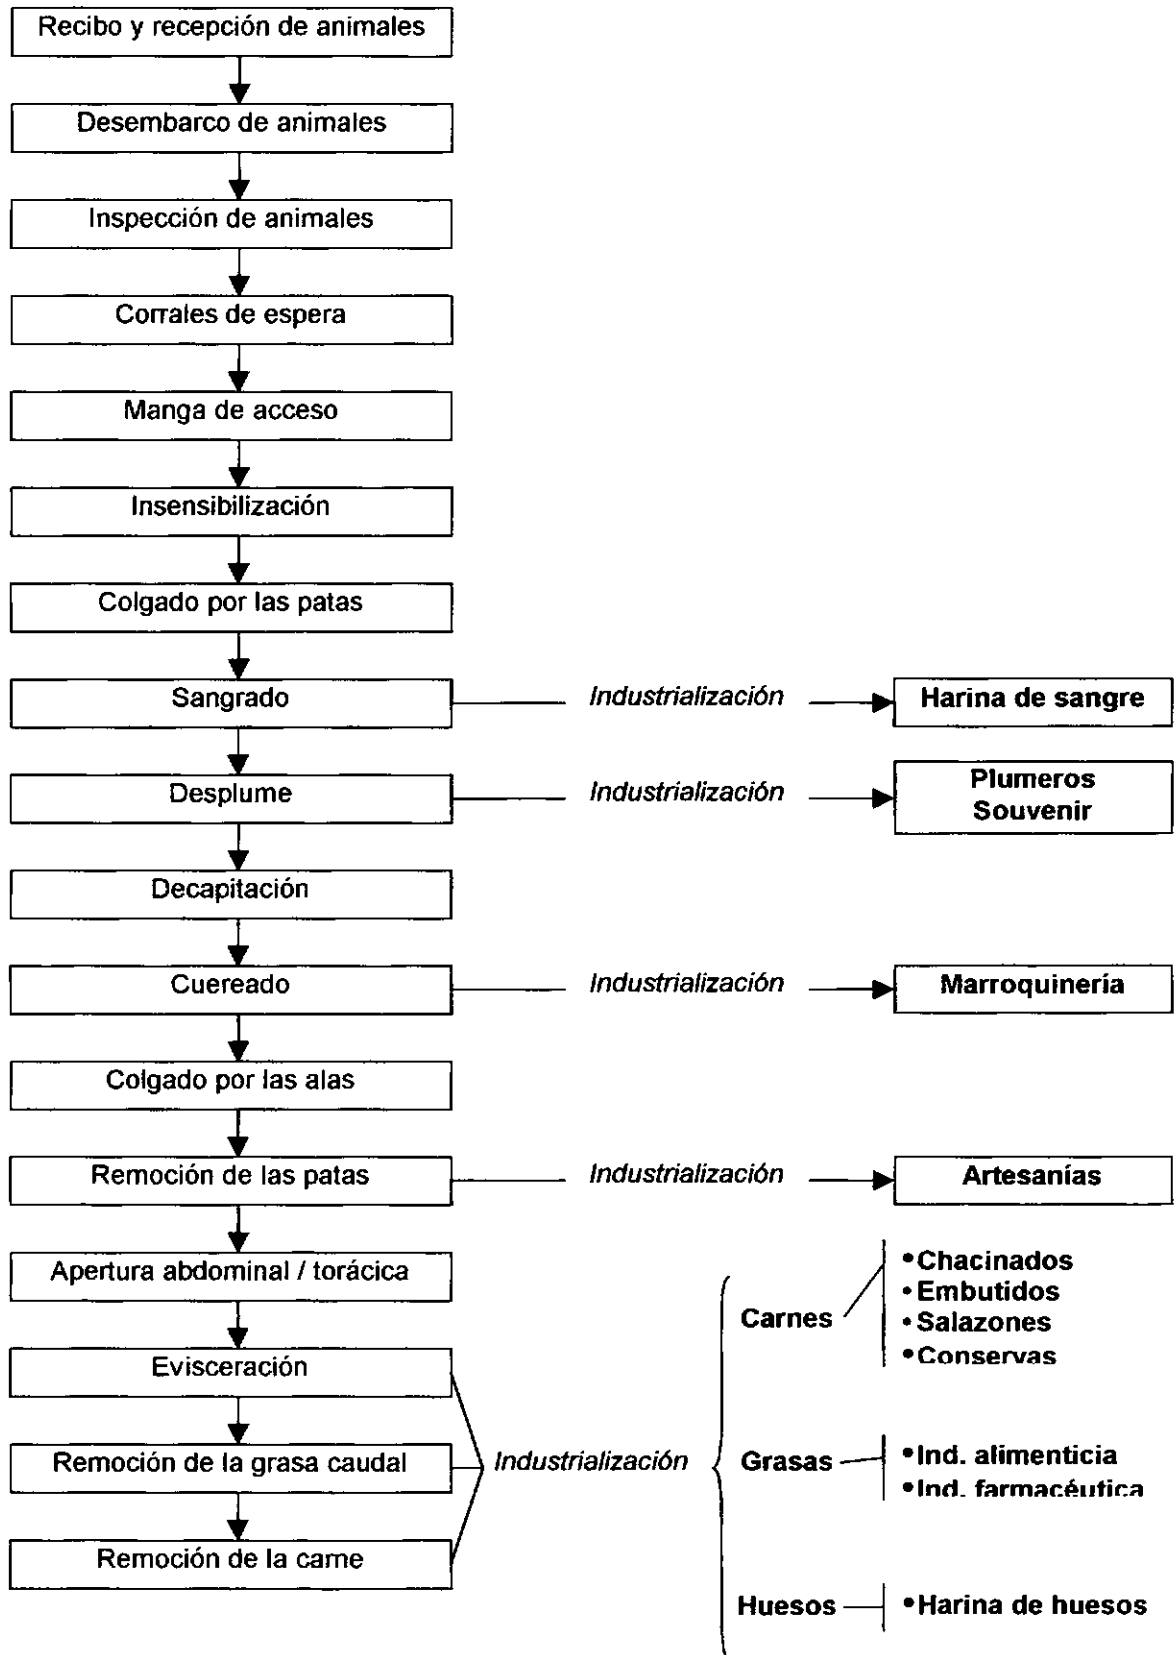 Recibo y recepción de animales
Desembarco de animales
Inspección de animales
Corrales de espera
Manga de acceso
Insensibilización
Colgado por las patas
Sangrado
Industrialización
Harina de sangre
Desplume
Industrialización
Plumeros
Souvenir
Decapitación
Cuereado
Industrialización
Marroquinería
Colgado por las alas
Remoción de las patas
Industrialización
Artesanías
Apertura abdominal / torácica
Evisceración
Remoción de la grasa caudal
Remoción de la came
Industrialización
Carnes
•Chacinados
•Embutidos
•Salazones
•Conservas
Grasas
•Ind. alimenticia
•Ind. farmacéutica
Huesos
•Harina de huesos